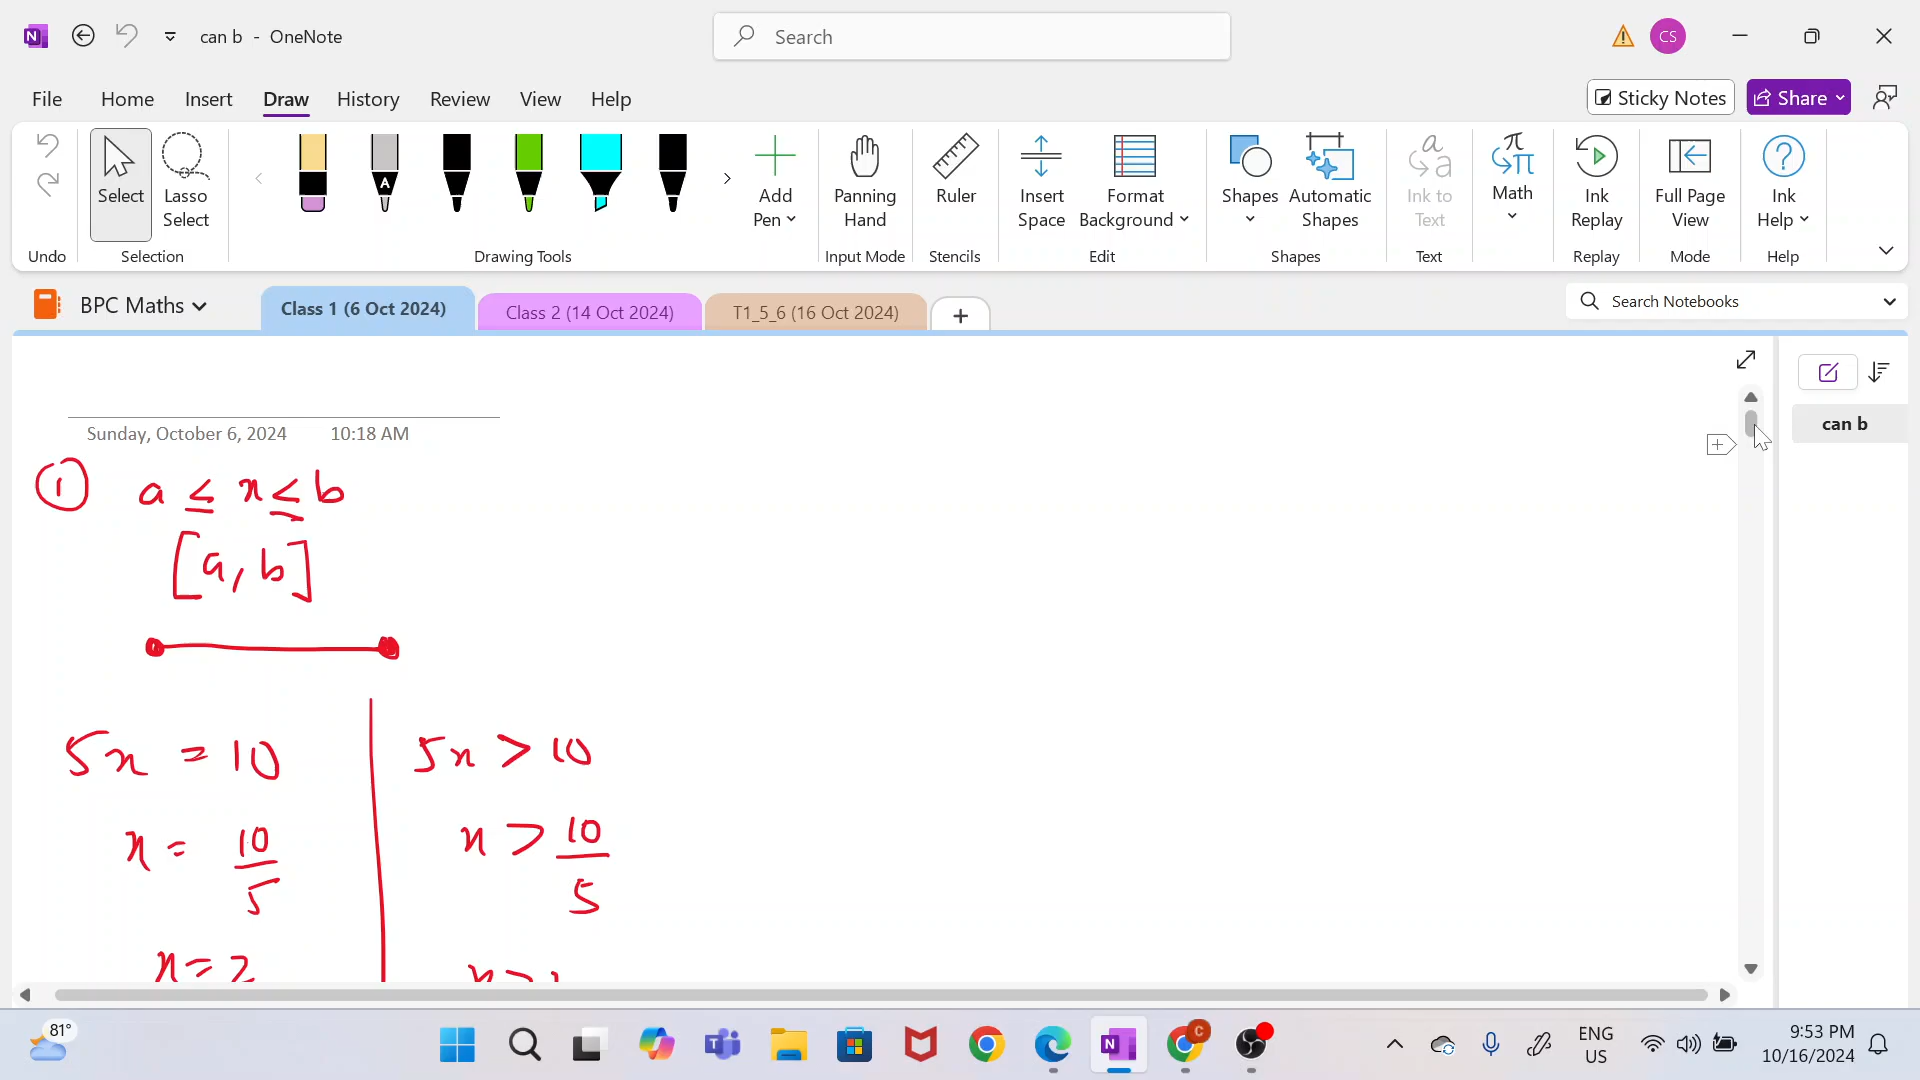 can b - OneNote
Search
CS
File Home Insert Draw History Review View Help
Sticky Notes Share
Select
Lasso Select
A
Add Pen
Panning Hand
Ruler
Insert Space
Format Background
Shapes
Automatic Shapes
a a
Ink to Text
π π
Math
Ink Replay
Full Page View
?
Ink Help
Undo Selection Drawing Tools Input Mode Stencils Edit Shapes Text Replay Mode Help
BPC Maths Class 1 (6 Oct 2024) Class 2 (14 Oct 2024) T1_5_6 (16 Oct 2024) +
Search Notebooks
can b
Sunday, October 6, 2024 10:18 AM
① a ≤ x ≤ b
[a, b]
5x = 10
x = 10/5
x = 2
5x > 10
x > 10/5
81°
ENG US
9:53 PM
10/16/2024